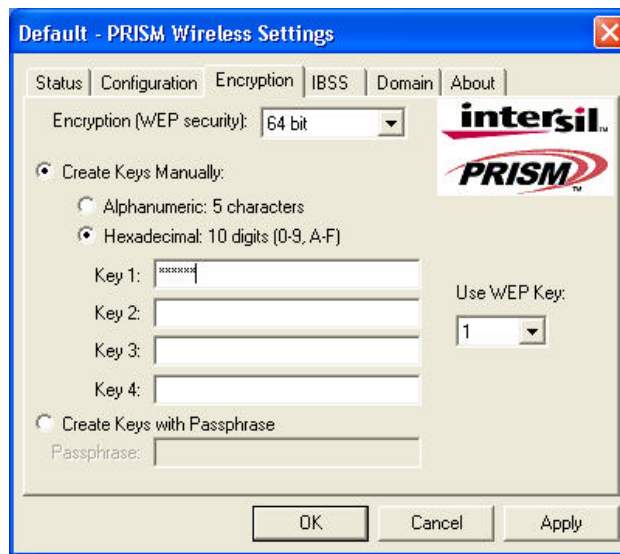 Default - PRISM Wireless Settings
Status Configuration Encryption IBSS Domain About
Encryption (WEP security): 64 bit
intersil™
PRISM™
Create Keys Manually:
Alphanumeric: 5 characters
Hexadecimal: 10 digits (0-9, A-F)
Key 1: ******
Use WEP Key:
Key 2:
1
Key 3:
Key 4:
Create Keys with Passphrase
Passphrase:
OK Cancel Apply